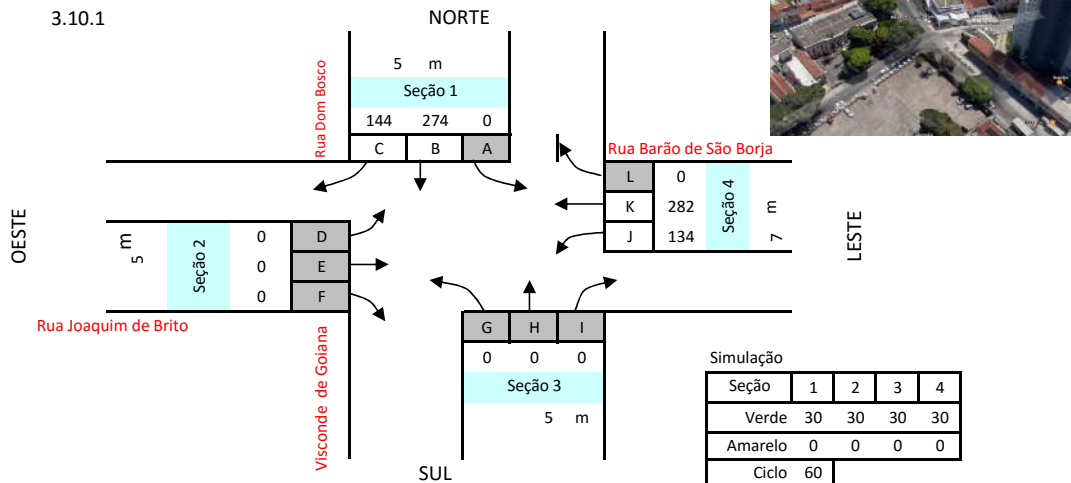 3.10.1
NORTE
Rua Dom Bosco
5 m
Seção 1
144 274 0
C B A
Rua Barão de São Borja
L 0
K 282
J 134
Seção 4
7 m
LESTE
OESTE
5 m
Seção 2
0 D
0 E
0 F
Rua Joaquim de Brito
Visconde de Goiana
G H I
0 0 0
Seção 3
5 m
SUL
Simulação
Seção 1 2 3 4
Verde 30 30 30 30
Amarelo 0 0 0 0
Ciclo 60